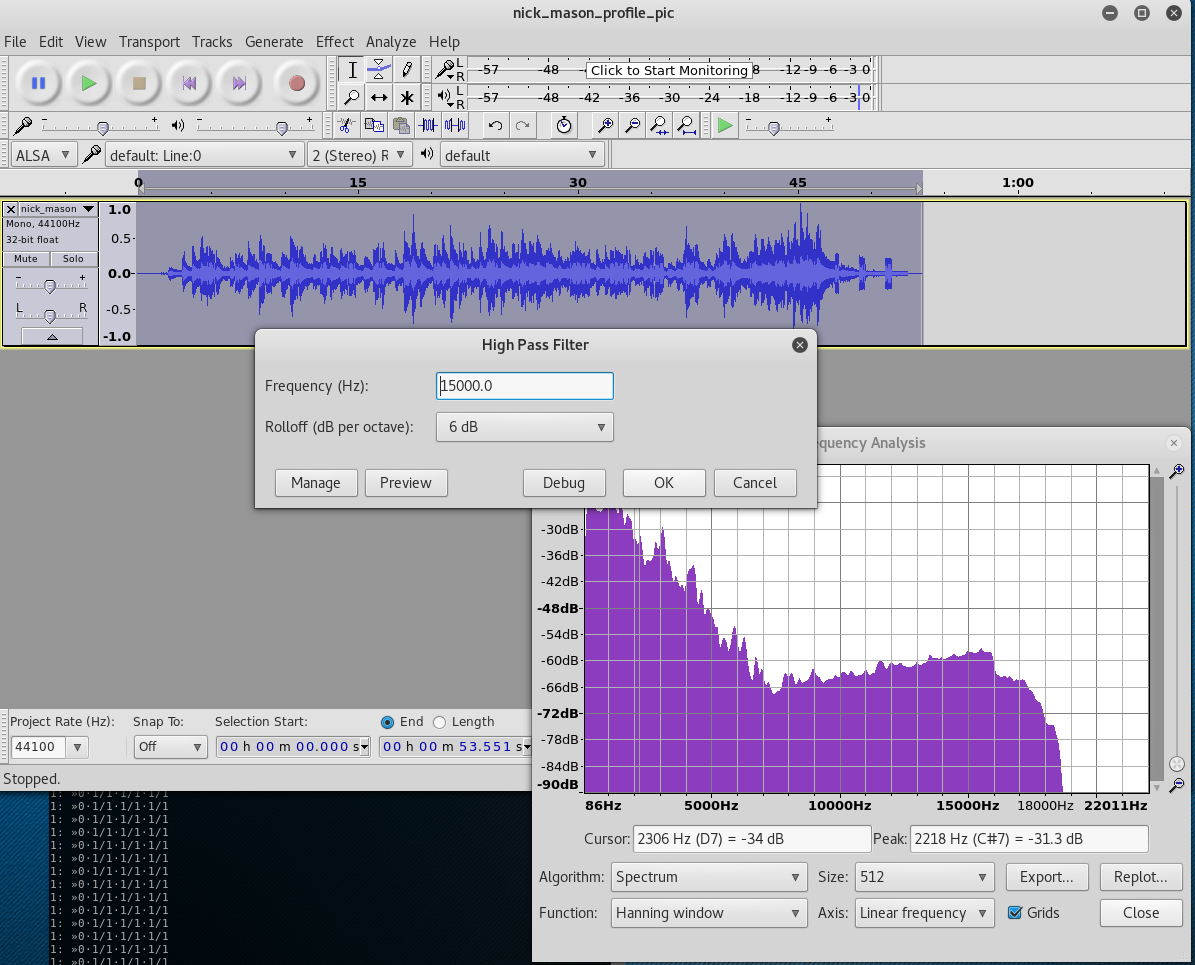 nick_mason_profile_pic
File Edit View Transport Tracks Generate Effect Analyze Help
L
R
-57 -48 -4 Click to Start Monitoring 8 -12 -9 -6 -3 0
L
R
-57 -48 -42 -36 -30 -24 -18 -12 -9 -6 -3 0
- + - + - +
ALSA default: Line:0 2 (Stereo) R default
0 15 30 45 1:00
nick_mason
Mono, 44100Hz
32-bit float
Mute Solo
- +
L R
1.0
0.5-
0.0-
-0.5-
-1.0
High Pass Filter
Frequency (Hz): 15000.0
Rolloff (dB per octave): 6 dB
Manage Preview Debug OK Cancel
quency Analysis
-30dB-
-36dB-
-42dB-
-48dB-
-54dB-
-60dB-
-66dB-
-72dB-
-78dB-
-84dB-
-90dB
86Hz 5000Hz 10000Hz 15000Hz 18000Hz 22011Hz
Cursor: 2306 Hz (D7) = -34 dB Peak: 2218 Hz (C#7) = -31.3 dB
Algorithm: Spectrum Size: 512 Export... Replot...
Function: Hanning window Axis: Linear frequency Grids Close
Project Rate (Hz): Snap To: Selection Start: End Length
44100 Off 00 h 00 m 00.000 s 00 h 00 m 53.551 s
Stopped.
1: »0·1/1·1/1·1/1
1: »0·1/1·1/1·1/1
1: »0·1/1·1/1·1/1
1: »0·1/1·1/1·1/1
1: »0·1/1·1/1·1/1
1: »0·1/1·1/1·1/1
1: »0·1/1·1/1·1/1
1: »0·1/1·1/1·1/1
1: »0·1/1·1/1·1/1
1: »0·1/1·1/1·1/1
1: »0·1/1·1/1·1/1
1: »0·1/1·1/1·1/1
1: »0·1/1·1/1·1/1
1: »0·1/1·1/1·1/1